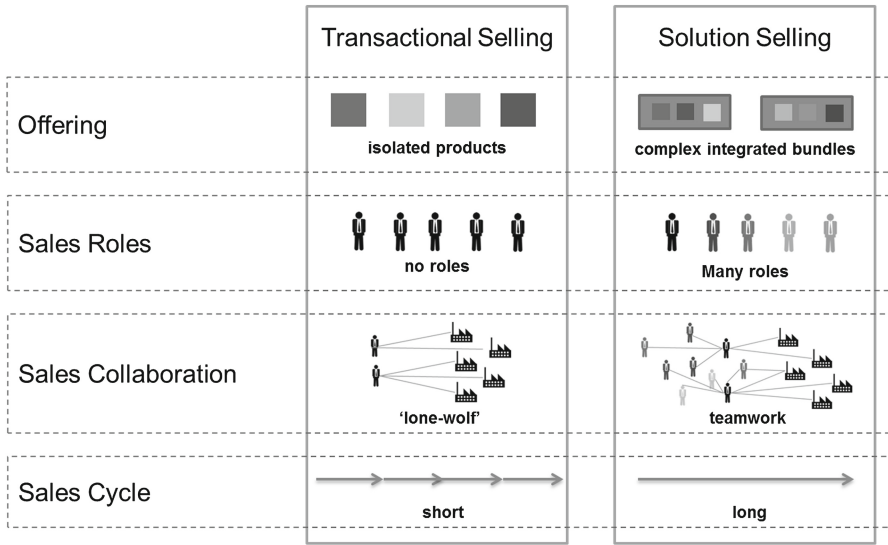 Transactional Selling
Solution Selling
Offering
isolated products
complex integrated bundles
Sales Roles
no roles
Many roles
Sales Collaboration
‘lone-wolf’
teamwork
Sales Cycle
short
long